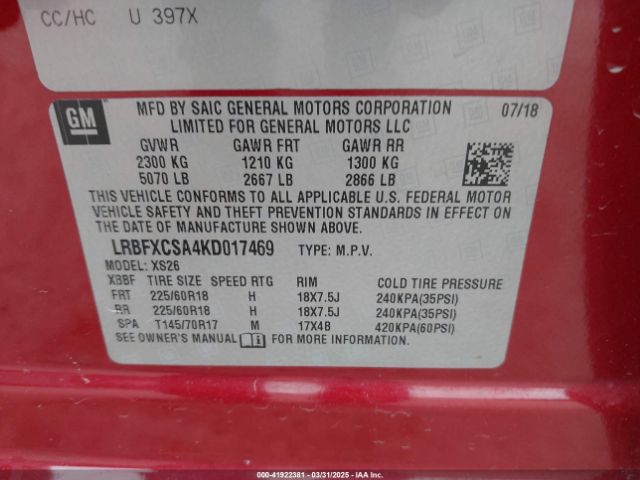 CC/HC U 397X
GM
MFD BY SAIC GENERAL MOTORS CORPORATION 07/18
LIMITED FOR GENERAL MOTORS LLC
GVWR GAWR FRT GAWR RR
2300 KG 1210 KG 1300 KG
5070 LB 2667 LB 2866 LB
THIS VEHICLE CONFORMS TO ALL APPLICABLE U.S. FEDERAL MOTOR
VEHICLE SAFETY AND THEFT PREVENTION STANDARDS IN EFFECT ON
THE DATE OF MANUFACTURE SHOWN ABOVE.
LRBFXCSA4KD017469 TYPE: M.P.V.
MODEL: XS26
XBBF TIRE SIZE SPEED RTG RIM COLD TIRE PRESSURE
FRT 225/60R18 H 18X7.5J 240KPA(35PSI)
RR 225/60R18 H 18X7.5J 240KPA(35PSI)
SPA T145/70R17 M 17X4B 420KPA(60PSI)
SEE OWNER'S MANUAL FOR MORE INFORMATION.
000-41922381 - 03/31/2025 - IAA Inc.